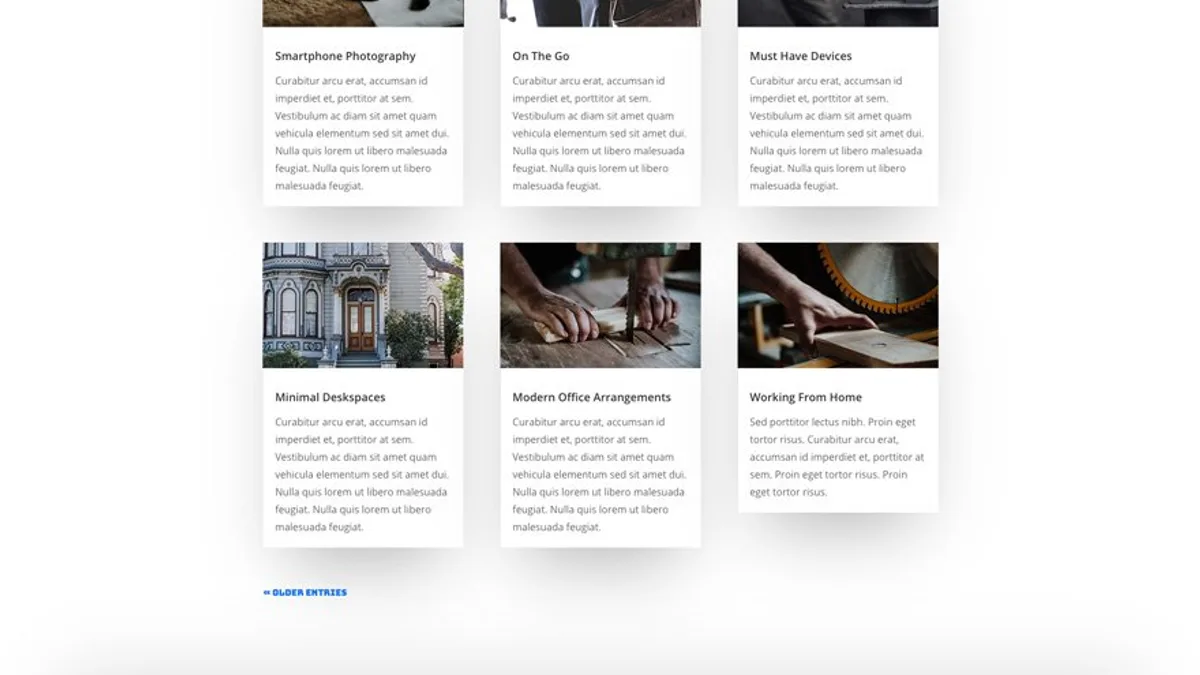 Smartphone Photography
Curabitur arcu erat, accumsan id
imperdiet et, porttitor at sem.
Vestibulum ac diam sit amet quam
vehicula elementum sed sit amet dui.
Nulla quis lorem ut libero malesuada
feugiat. Nulla quis lorem ut libero
malesuada feugiat.
On The Go
Curabitur arcu erat, accumsan id
imperdiet et, porttitor at sem.
Vestibulum ac diam sit amet quam
vehicula elementum sed sit amet dui.
Nulla quis lorem ut libero malesuada
feugiat. Nulla quis lorem ut libero
malesuada feugiat.
Must Have Devices
Curabitur arcu erat, accumsan id
imperdiet et, porttitor at sem.
Vestibulum ac diam sit amet quam
vehicula elementum sed sit amet dui.
Nulla quis lorem ut libero malesuada
feugiat. Nulla quis lorem ut libero
malesuada feugiat.
Minimal Deskspaces
Curabitur arcu erat, accumsan id
imperdiet et, porttitor at sem.
Vestibulum ac diam sit amet quam
vehicula elementum sed sit amet dui.
Nulla quis lorem ut libero malesuada
feugiat. Nulla quis lorem ut libero
malesuada feugiat.
Modern Office Arrangements
Curabitur arcu erat, accumsan id
imperdiet et, porttitor at sem.
Vestibulum ac diam sit amet quam
vehicula elementum sed sit amet dui.
Nulla quis lorem ut libero malesuada
feugiat. Nulla quis lorem ut libero
malesuada feugiat.
Working From Home
Sed porttitor lectus nibh. Proin eget
tortor risus. Curabitur arcu erat,
accumsan id imperdiet et, porttitor at
sem. Proin eget tortor risus. Proin
eget tortor risus.
« OLDER ENTRIES